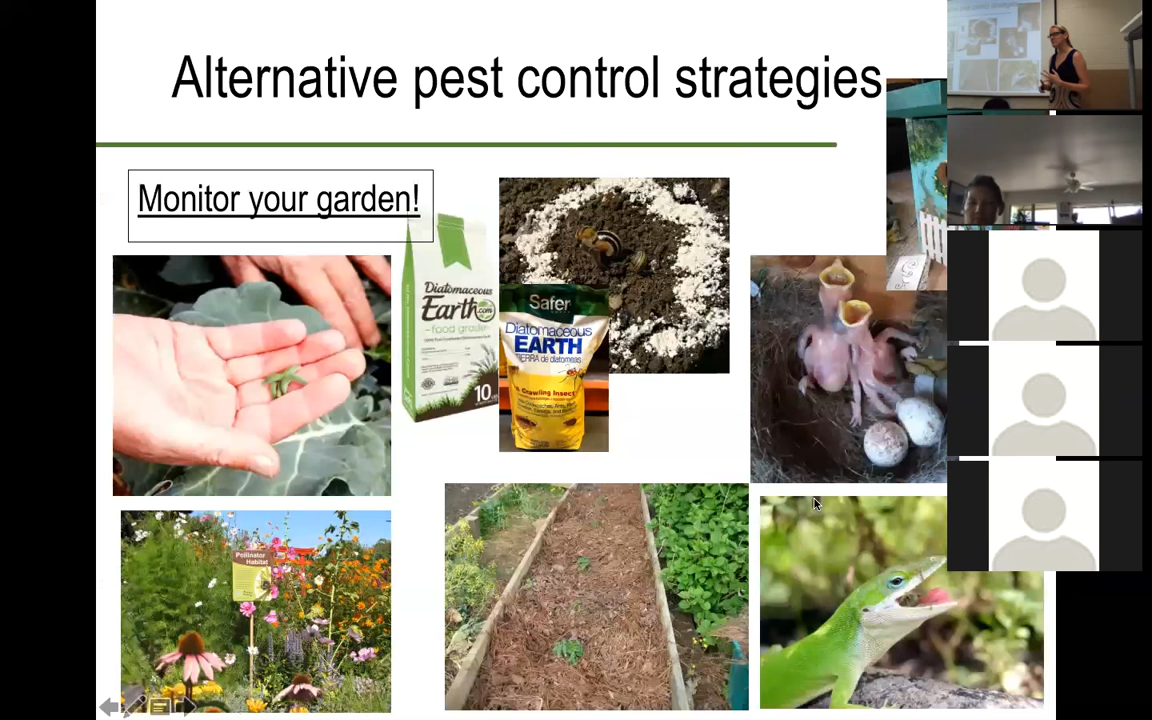 Alternative pest control strategies
Monitor your garden!
Diatomaceous
Earth.com
food grade
10
Safer
Diatomaceous
EARTH
TIERRA de diatomeas
Crawling Insect
Pollinator
Habitat